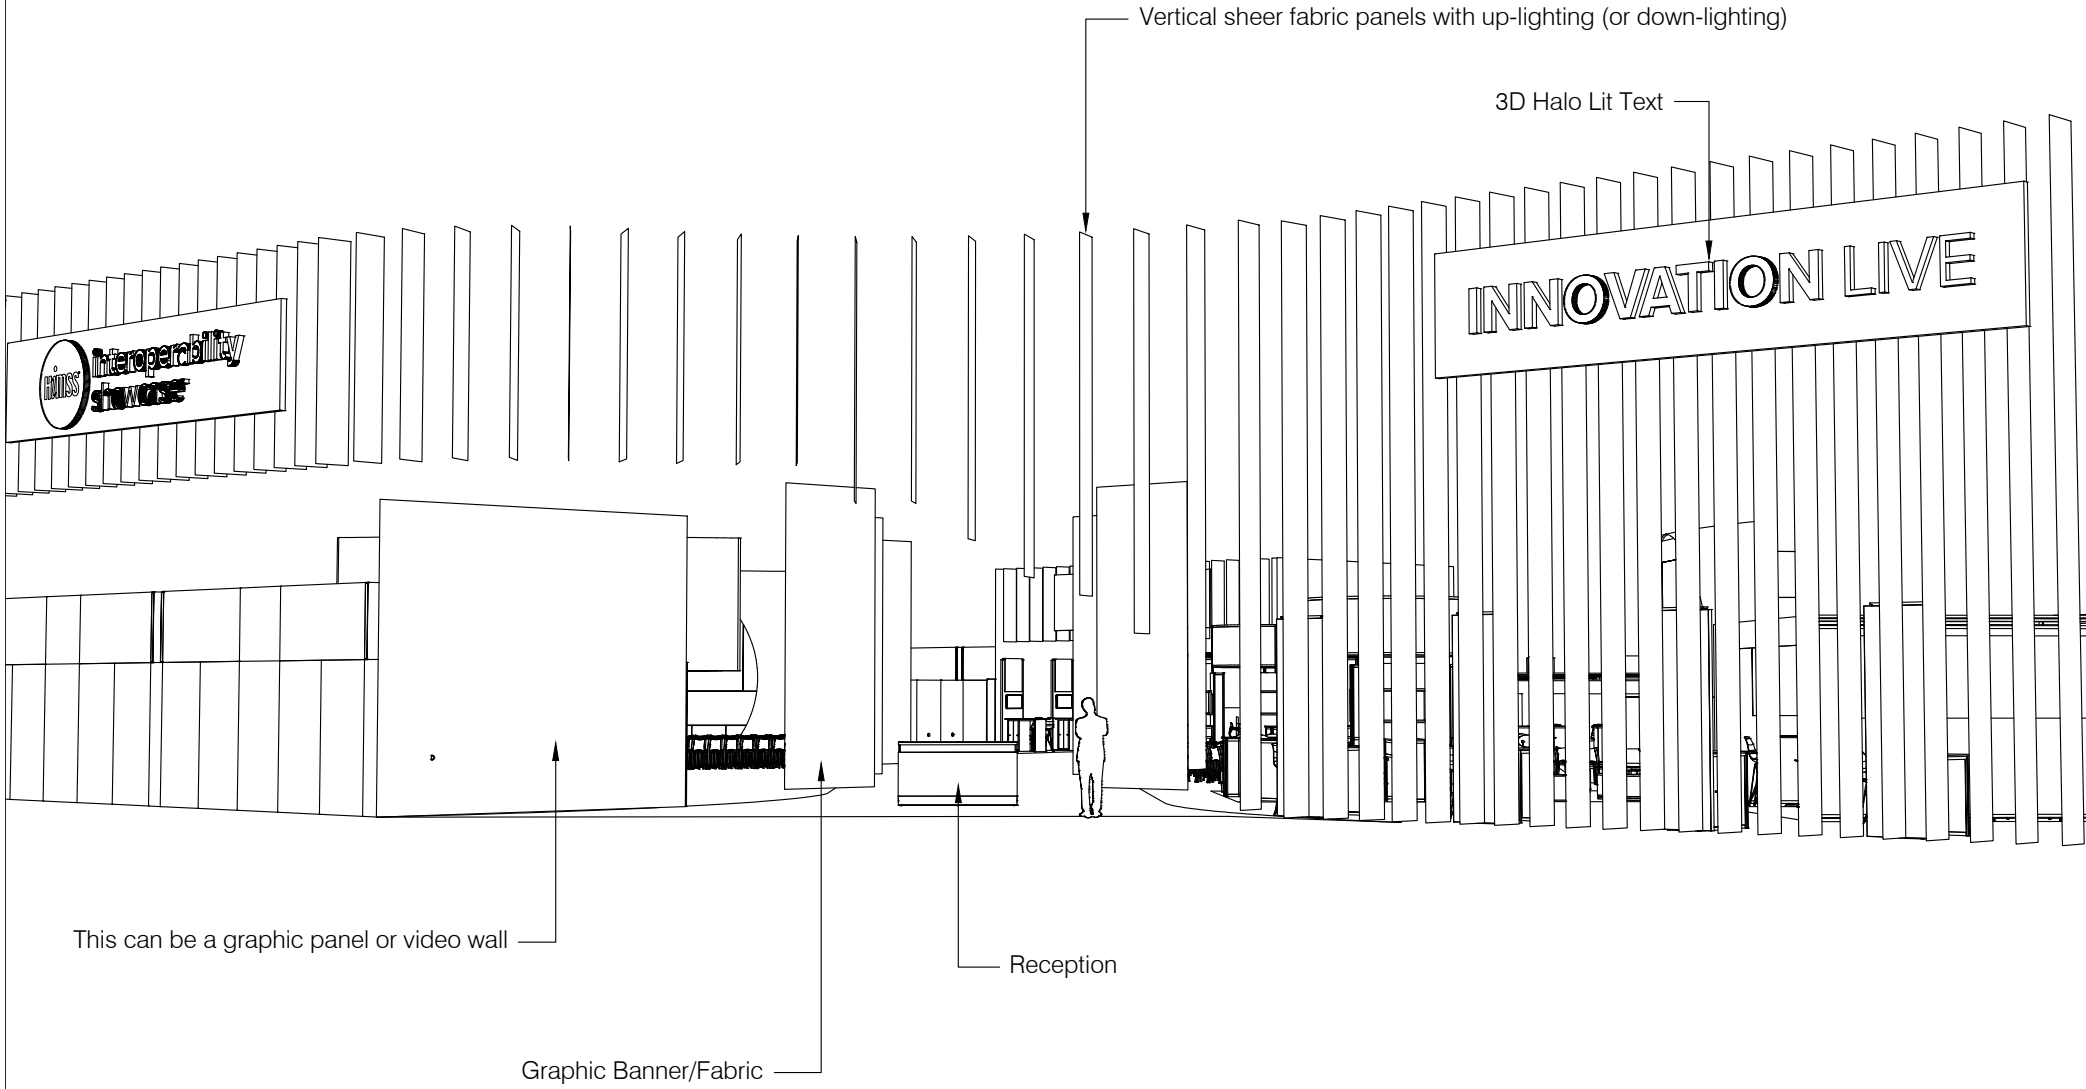 Vertical sheer fabric panels with up-lighting (or down-lighting)
3D Halo Lit Text
INNOVATION LIVE
HIMSS
interoperability
showcase
This can be a graphic panel or video wall
Reception
Graphic Banner/Fabric